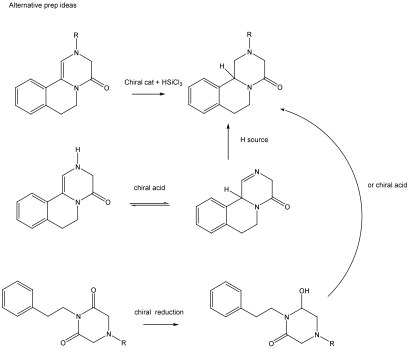 Alternative prep ideas
R
N
N
O
Chiral cat + HSiCl3
R
H
N
N
O
H source
H
N
N
O
chiral acid
H
N
N
O
or chiral acid
O
N
O
N
R
chiral reduction
OH
N
O
N
R